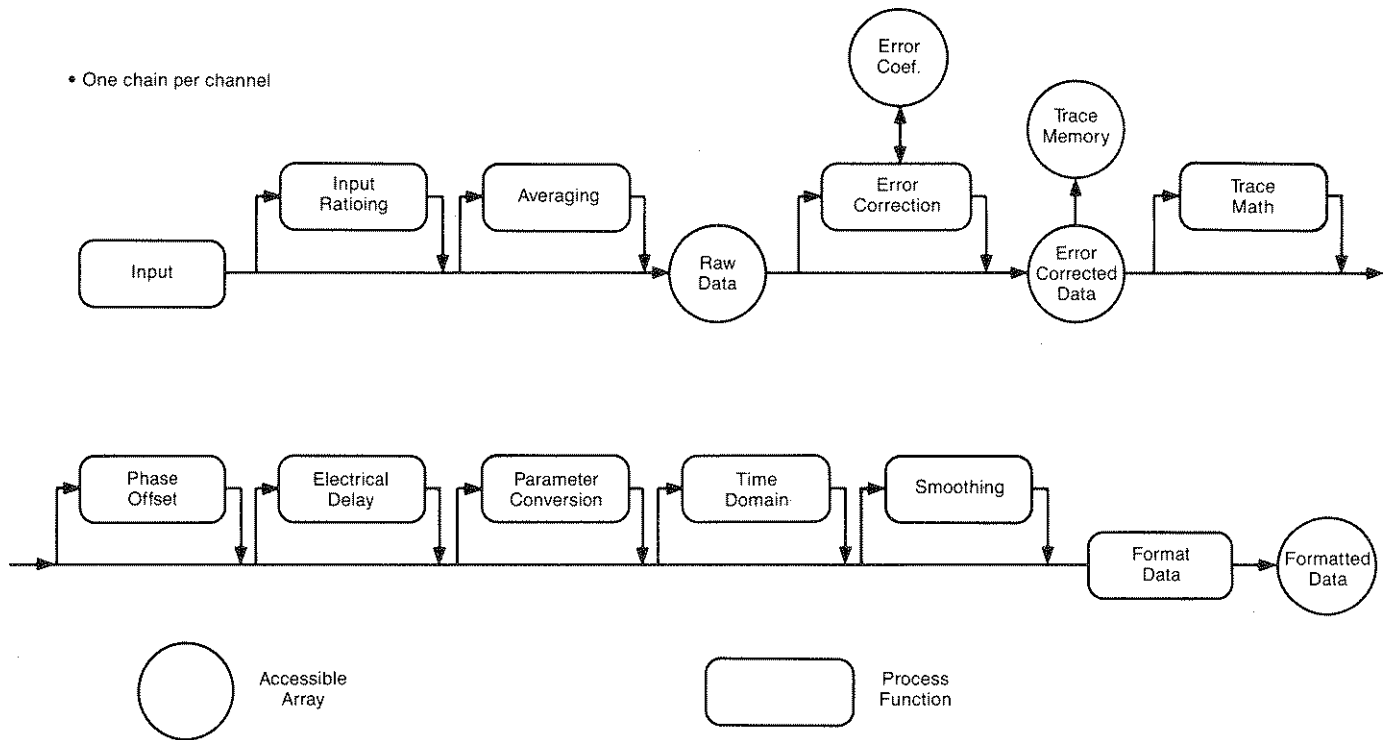 • One chain per channel
Error
Coef.
Trace
Memory
Input
Ratioing
Averaging
Error
Correction
Trace
Math
Input
Raw
Data
Error
Corrected
Data
Phase
Offset
Electrical
Delay
Parameter
Conversion
Time
Domain
Smoothing
Format
Data
Formatted
Data
Accessible
Array
Process
Function